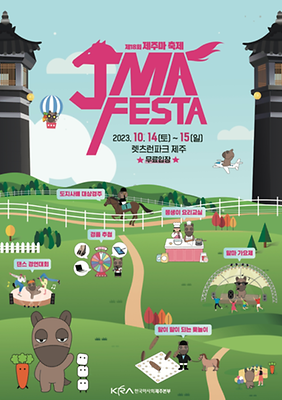 제18회 제주마 축제
JMA
FESTA
2023. 10. 14(토) ~ 15(일)
렛츠런파크 제주
★ 무료입장 ★
도지사배 대상경주
몽생이 요리교실
경품 추첨
말마 가요제
댄스 경연대회
말이 말이 되는 윷놀이
KRA 한국마사회 제주본부